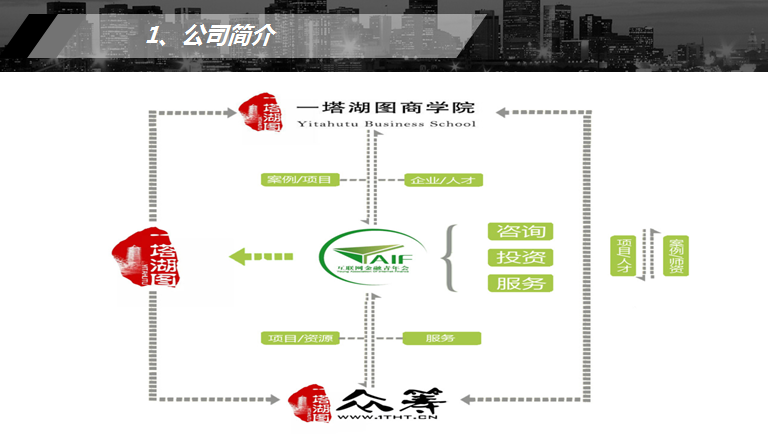 1、公司简介
一塔湖图
一塔湖图商学院
Yitahutu Business School
案例/项目
企业/人才
一塔湖图
YITAHUTU
AIF
互联网金融青年会
咨询
投资
服务
项目/人才
案例/师资
项目/资源
服务
一塔湖图
众筹
WWW.1THT.CN